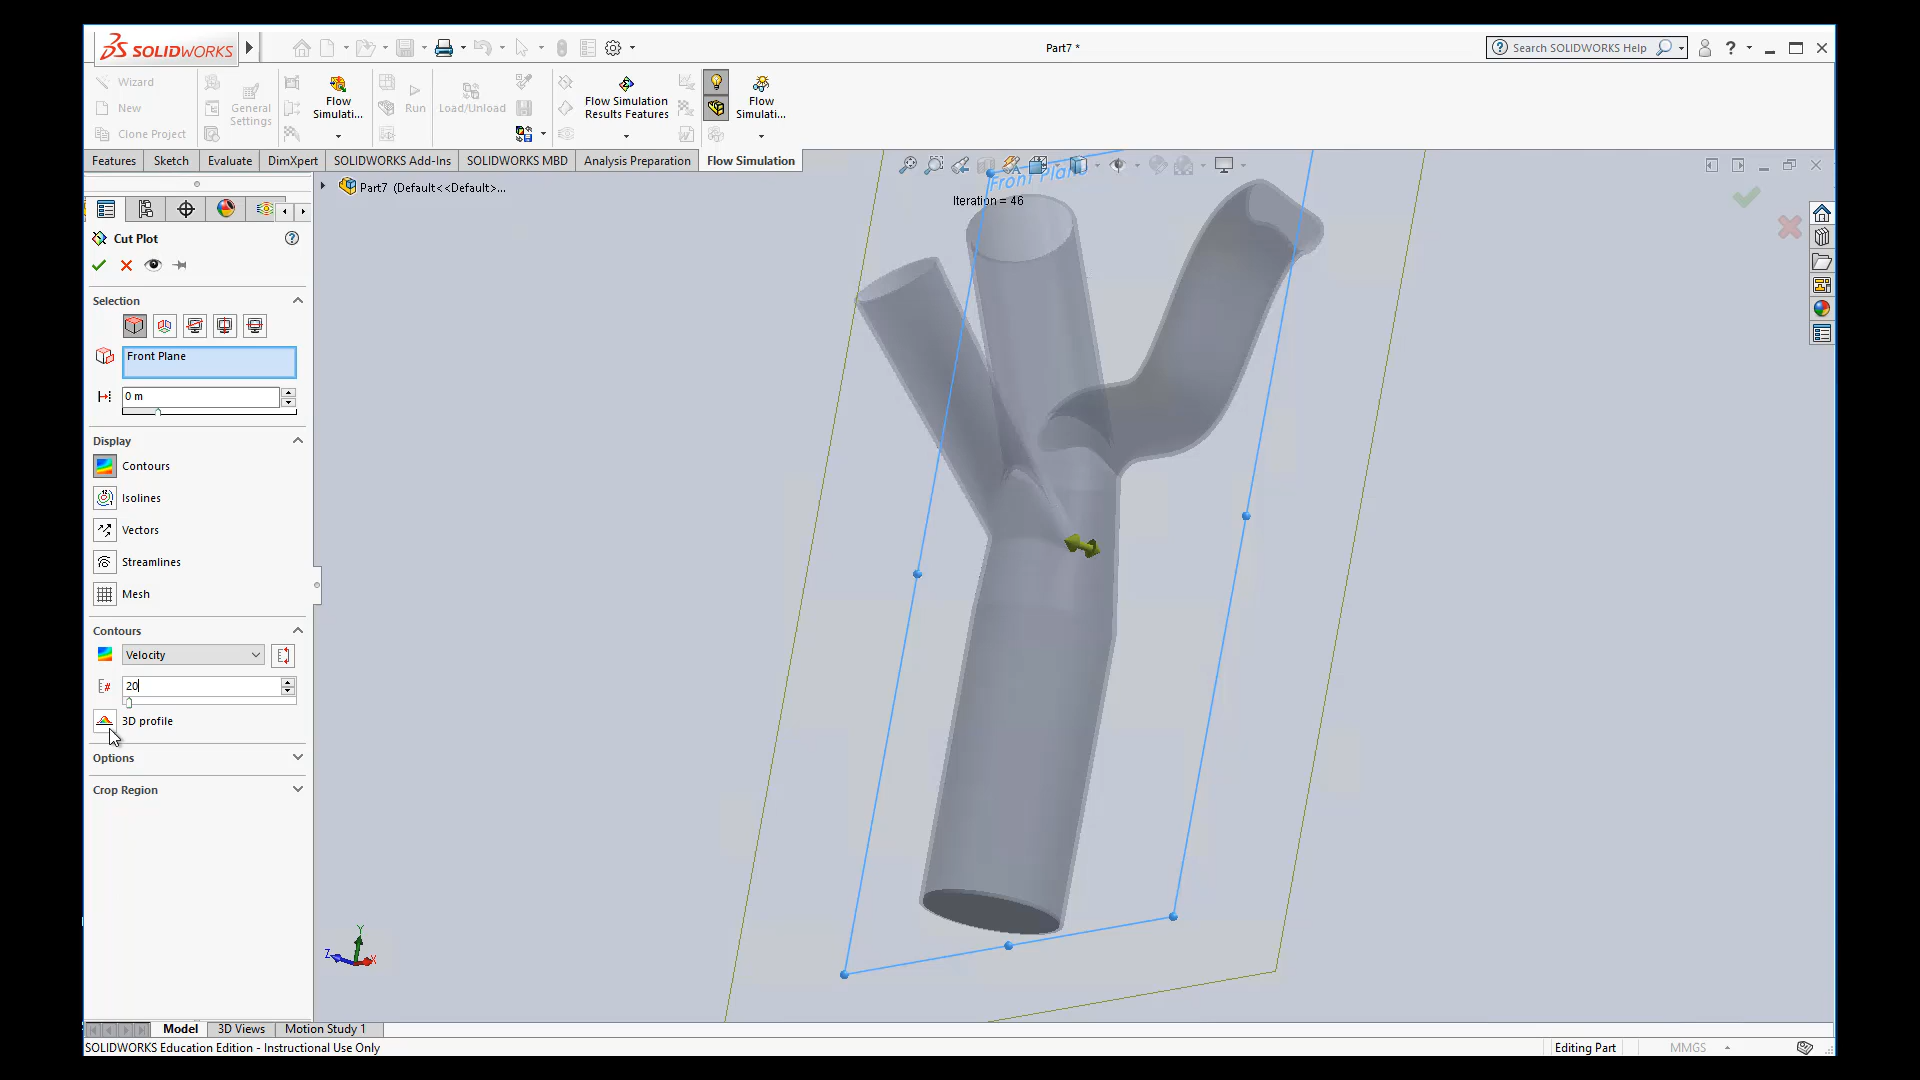 SOLIDWORKS
Part7 *
Search SOLIDWORKS Help
?
Wizard
New
Clone Project
General
Settings
Flow
Simulati...
Run
Load/Unload
Flow Simulation
Results Features
Flow
Simulati...
Features
Sketch
Evaluate
DimXpert
SOLIDWORKS Add-Ins
SOLIDWORKS MBD
Analysis Preparation
Flow Simulation
Part7 (Default<<Default>...
Front Plan
Iteration = 46
Cut Plot
Selection
Front Plane
0 m
Display
Contours
Isolines
Vectors
Streamlines
Mesh
Contours
Velocity
20
3D profile
Options
Crop Region
Y
Z
X
Model
3D Views
Motion Study 1
SOLIDWORKS Education Edition - Instructional Use Only
Editing Part
MMGS